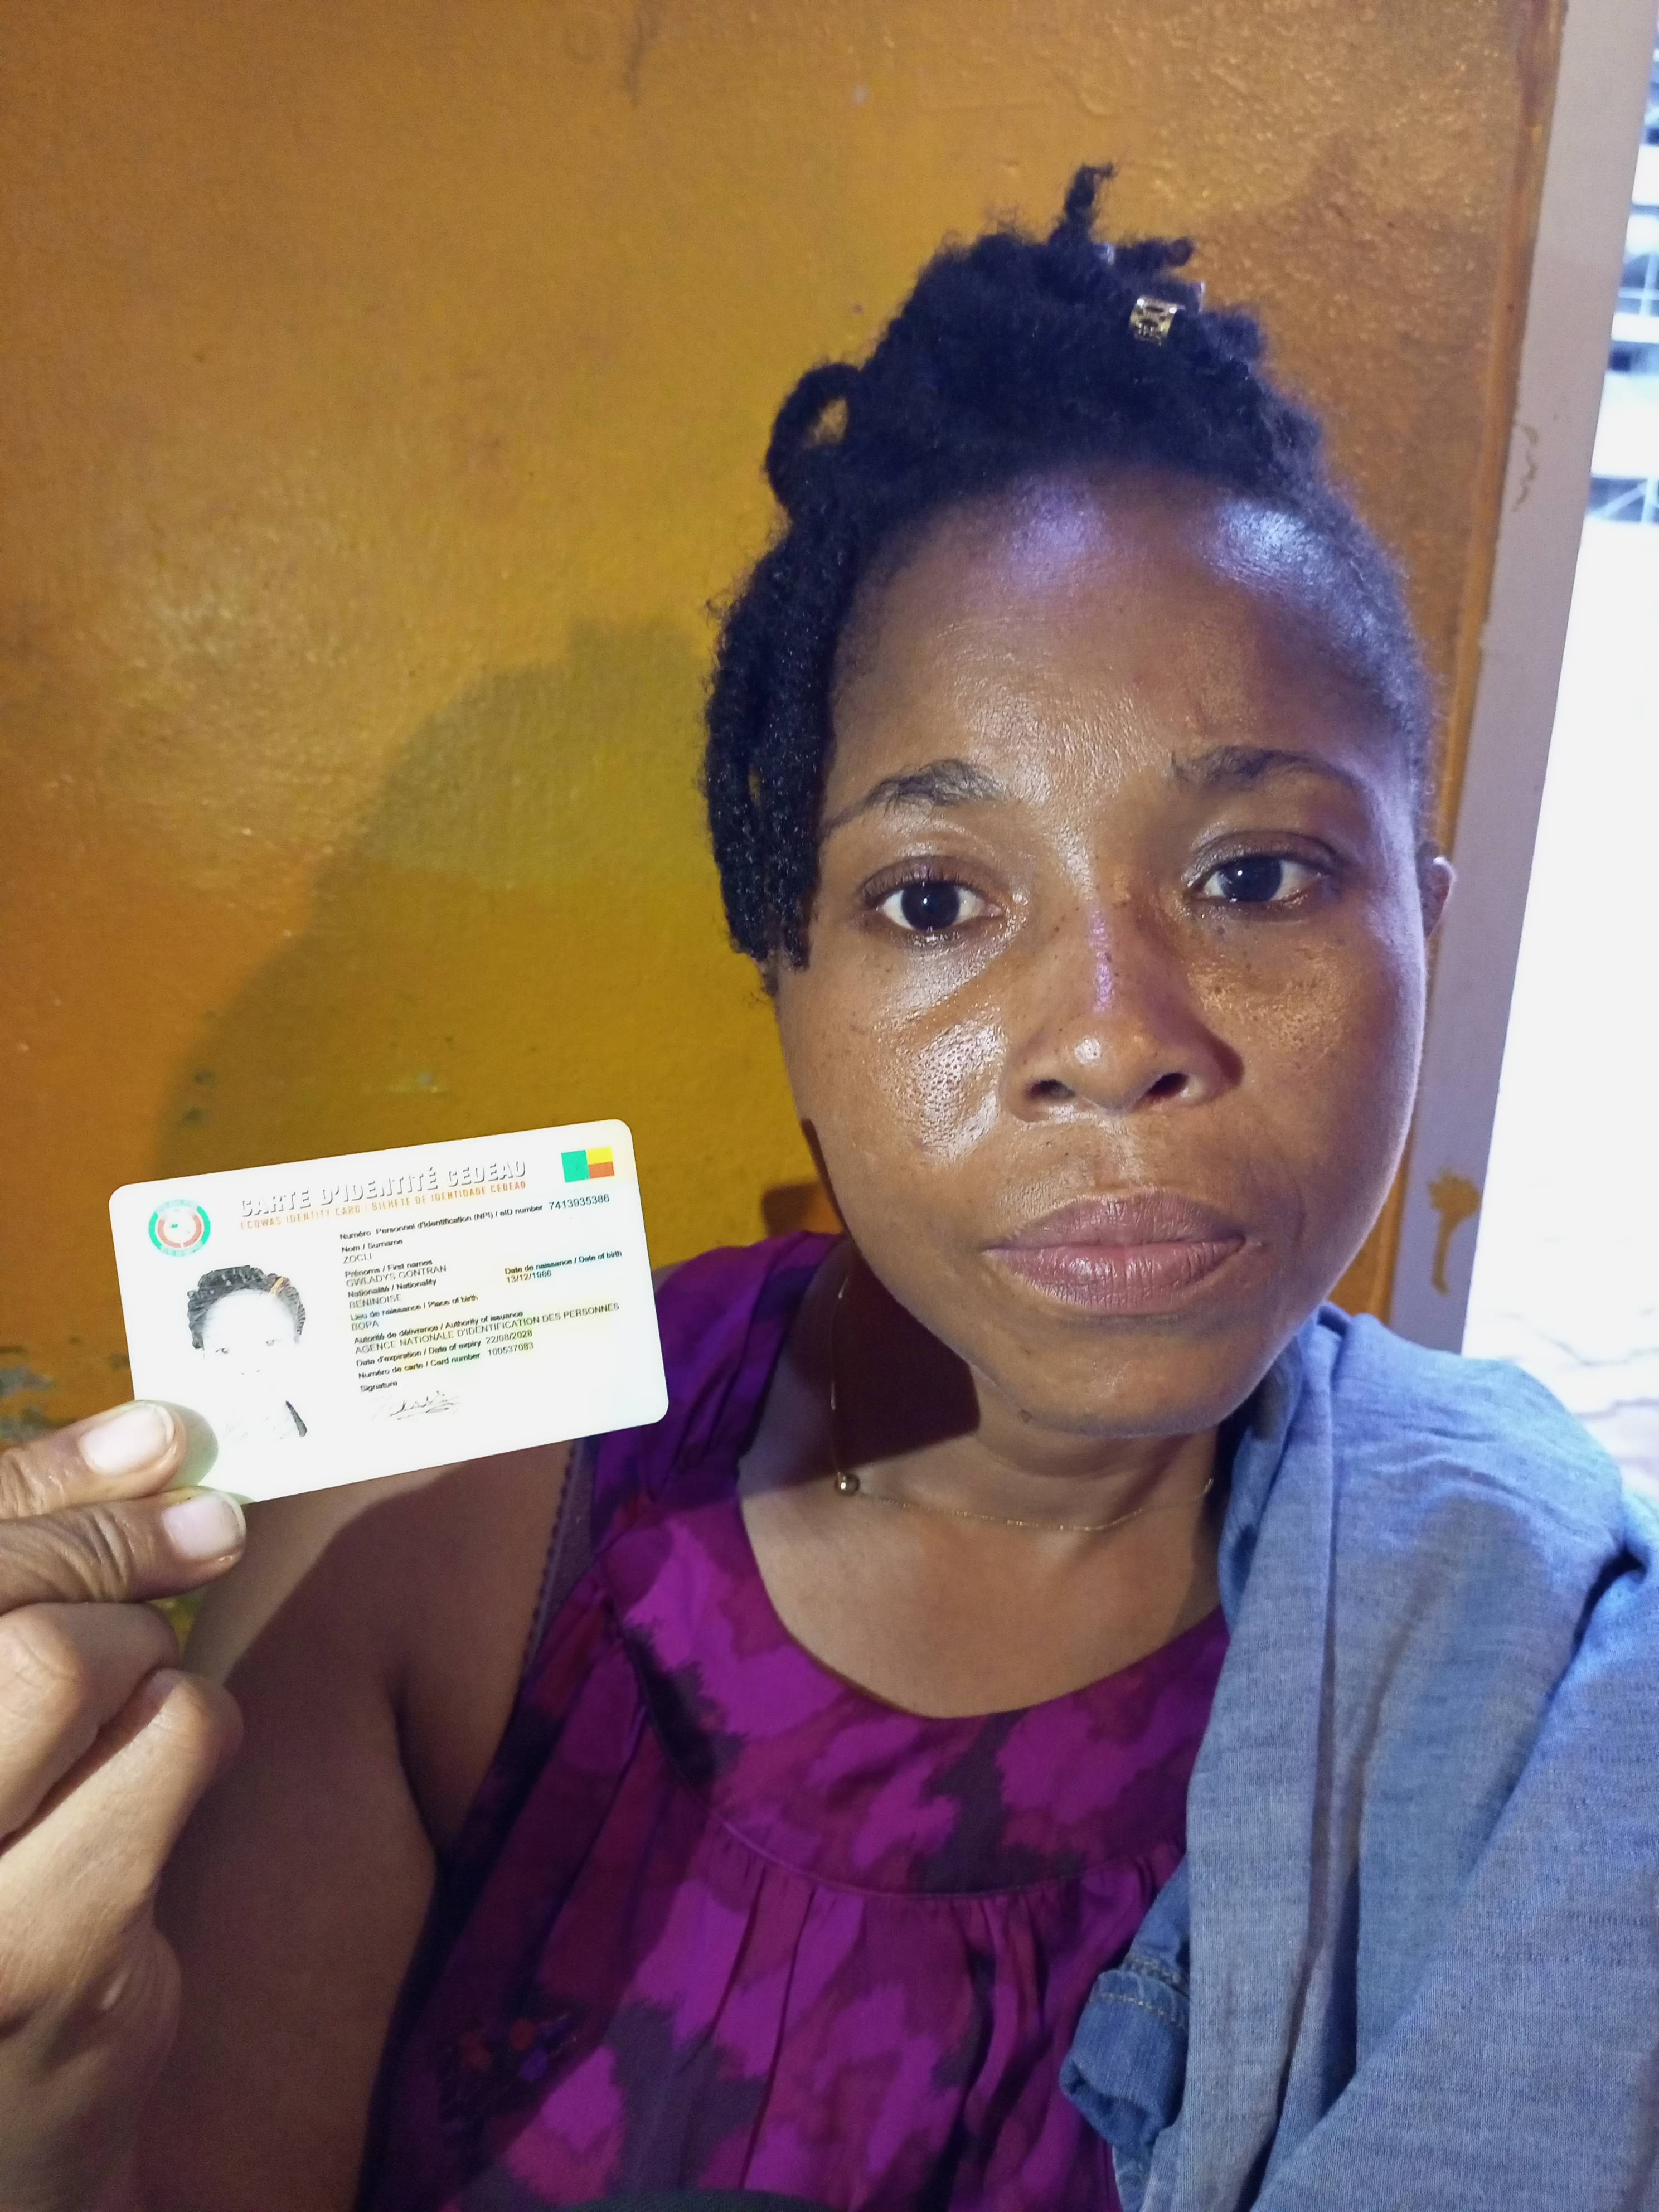 CARTE D'IDENTITÉ CEDEAO
ECOWAS IDENTITY CARD / BILHETE DE IDENTIDADE CEDEAO
Numéro Personnel d'Identification (NPI) / eID number 7413935386
Nom / Surname
ZOCLI
Prénoms / First names
GWLADYS GONTRAN
Nationalité / Nationality
BENINOISE
Date de naissance / Date of birth
13/12/1986
Lieu de naissance / Place of birth
BOPA
Autorité de délivrance / Authority of issuance
AGENCE NATIONALE D'IDENTIFICATION DES PERSONNES
Date d'expiration / Date of expiry 22/08/2028
Numéro de carte / Card number 100537083
Signature